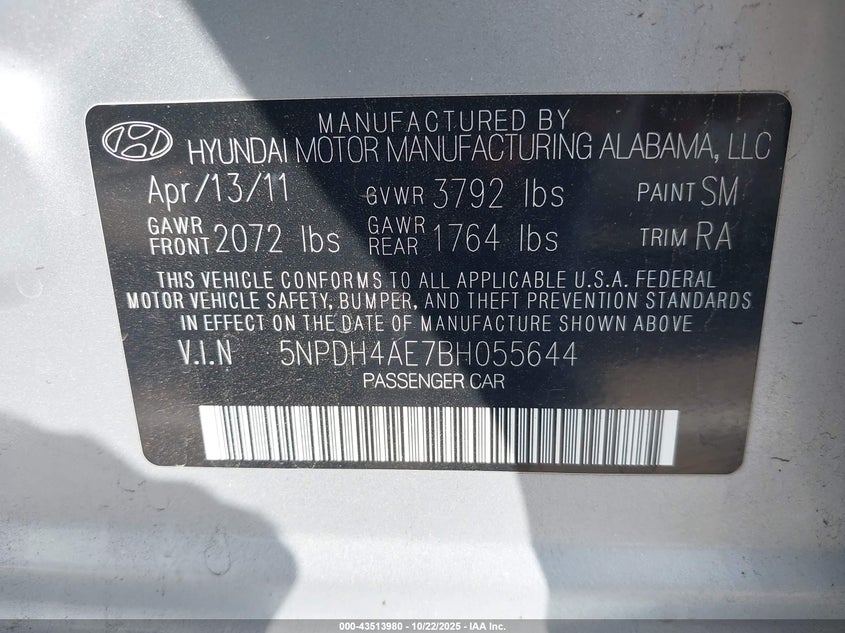 MANUFACTURED BY
HYUNDAI MOTOR MANUFACTURING ALABAMA, LLC
Apr/13/11 GVWR 3792 lbs PAINT SM
GAWR FRONT 2072 lbs GAWR REAR 1764 lbs TRIM RA
THIS VEHICLE CONFORMS TO ALL APPLICABLE U.S.A. FEDERAL
MOTOR VEHICLE SAFETY, BUMPER, AND THEFT PREVENTION STANDARDS
IN EFFECT ON THE DATE OF MANUFACTURE SHOWN ABOVE
V.I.N 5NPDH4AE7BH055644
PASSENGER CAR
000-43513980 - 10/22/2025 - IAA Inc.